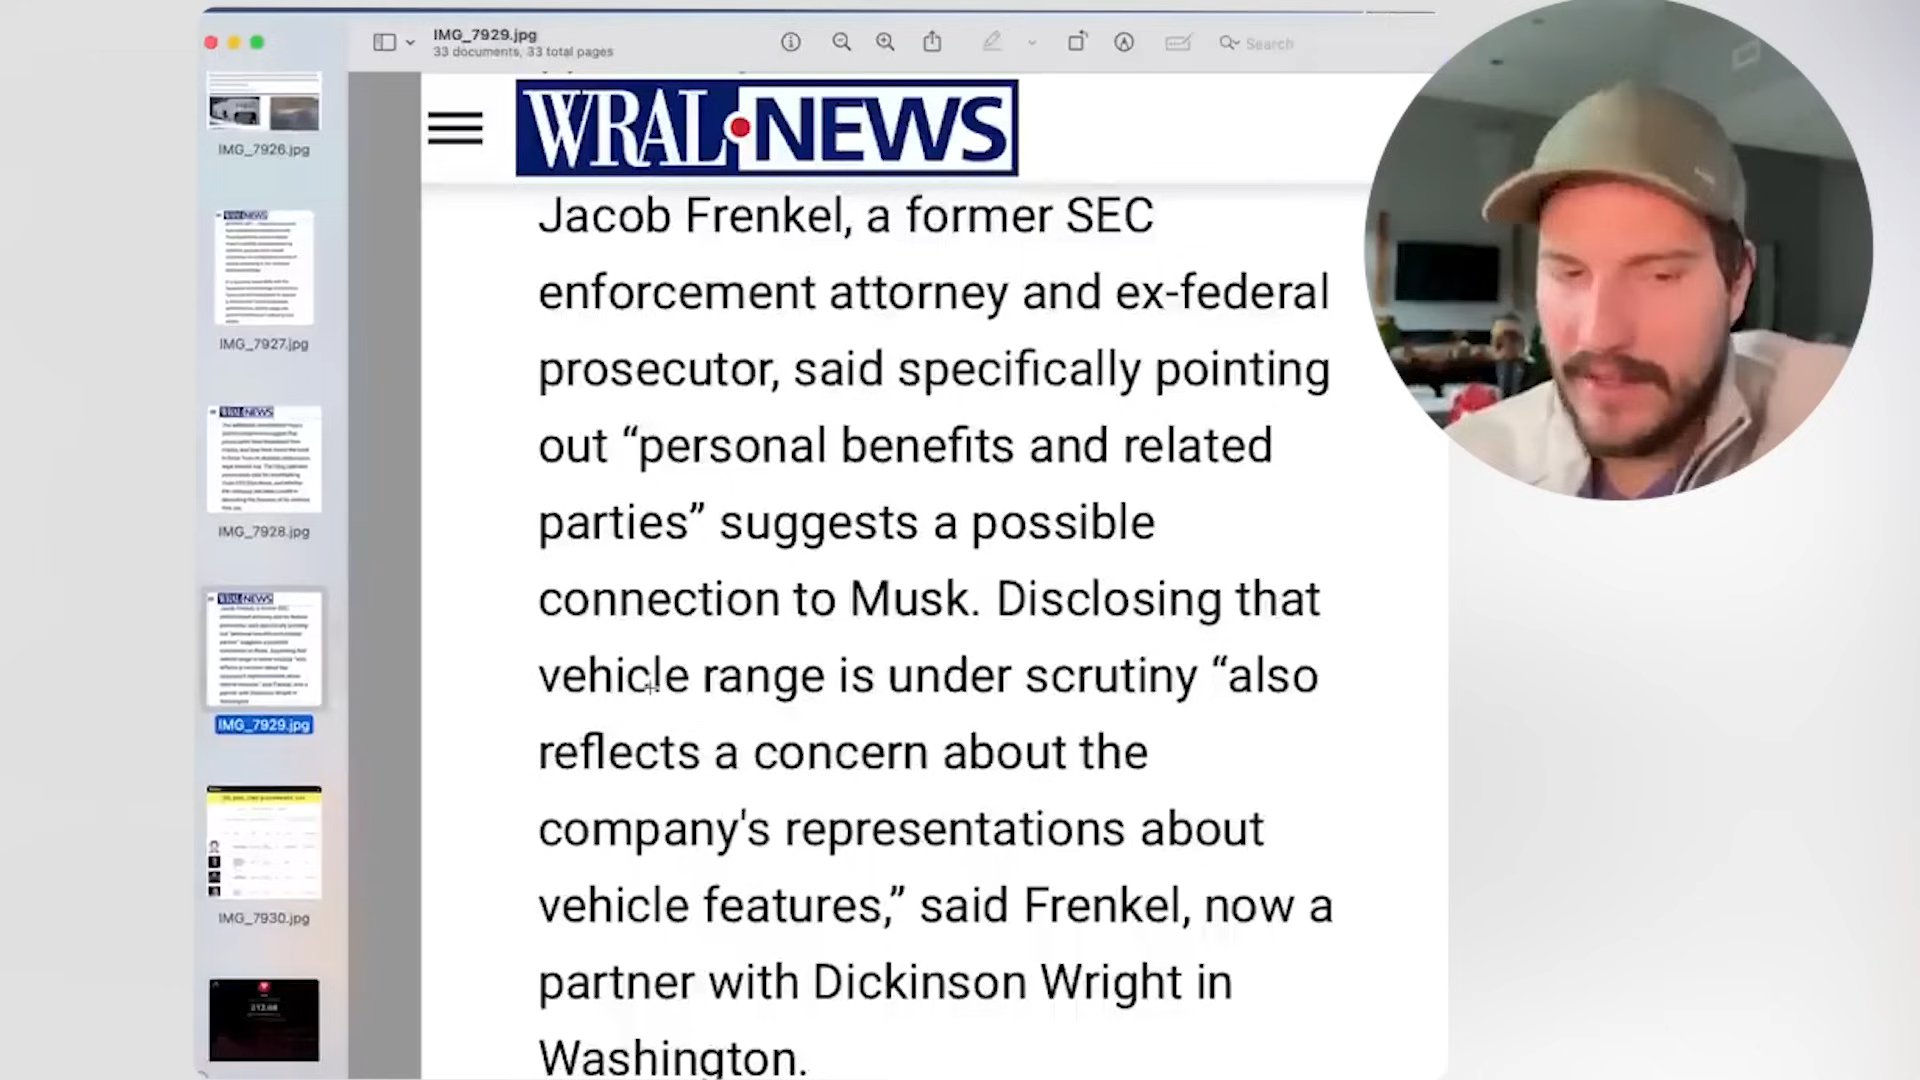 IMG_7929.jpg
33 documents, 33 total pages
Search
IMG_7926.jpg
IMG_7927.jpg
IMG_7928.jpg
IMG_7929.jpg
IMG_7930.jpg
WRAL NEWS
Jacob Frenkel, a former SEC
enforcement attorney and ex-federal
prosecutor, said specifically pointing
out “personal benefits and related
parties” suggests a possible
connection to Musk. Disclosing that
vehicle range is under scrutiny “also
reflects a concern about the
company's representations about
vehicle features,” said Frenkel, now a
partner with Dickinson Wright in
Washington.